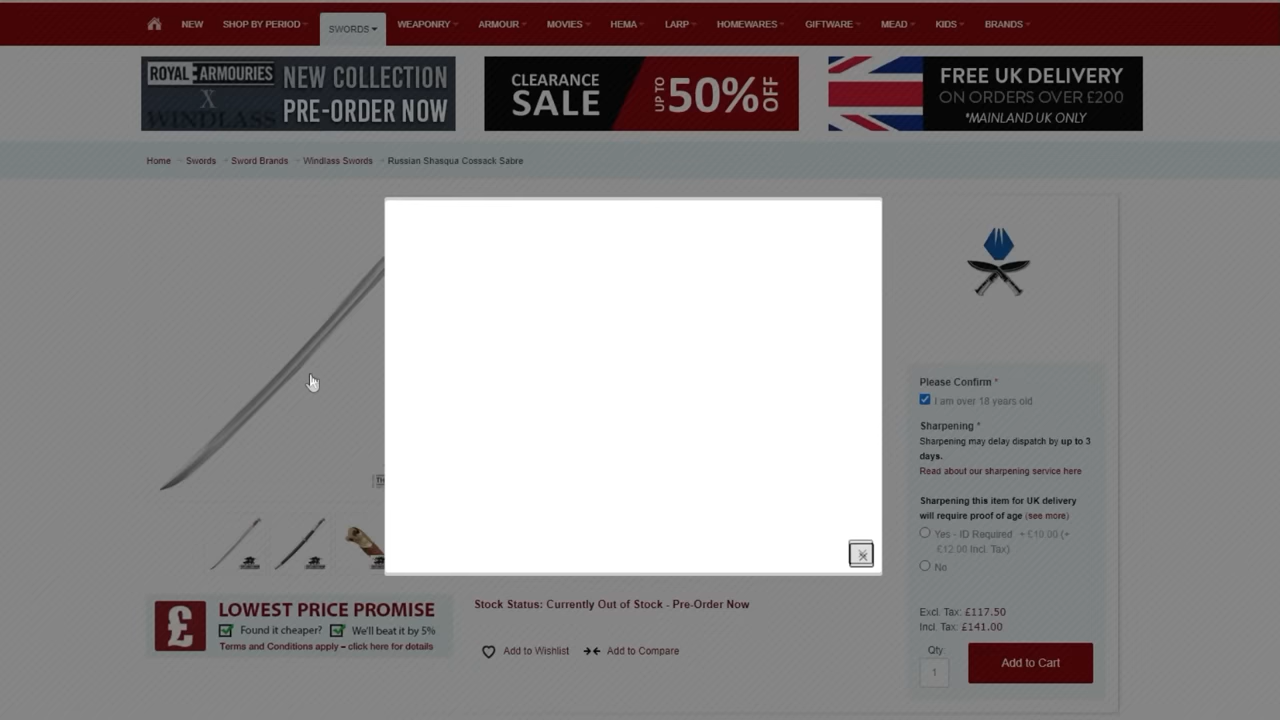 NEW SHOP BY PERIOD SWORDS WEAPONRY ARMOUR MOVIES HEMA LARP HOMEWARES GIFTWARE MEAD KIDS BRANDS
ROYAL ARMOURIES
X
WINDLASS
NEW COLLECTION
PRE-ORDER NOW
CLEARANCE
SALE
UP TO
50%
OFF
FREE UK DELIVERY
ON ORDERS OVER £200
*MAINLAND UK ONLY
Home Swords Sword Brands Windlass Swords Russian Shasqua Cossack Sabre
Please Confirm *
I am over 18 years old
Sharpening *
Sharpening may delay dispatch by up to 3
days.
Read about our sharpening service here
Sharpening this item for UK delivery
will require proof of age (see more)
Yes - ID Required + £10.00 (+
£12.00 Incl. Tax)
No
Excl. Tax: £117.50
Incl. Tax: £141.00
Qty:
1
Add to Cart
£
LOWEST PRICE PROMISE
Found it cheaper? We'll beat it by 5%
Terms and Conditions apply – click here for details
Stock Status: Currently Out of Stock - Pre-Order Now
Add to Wishlist Add to Compare